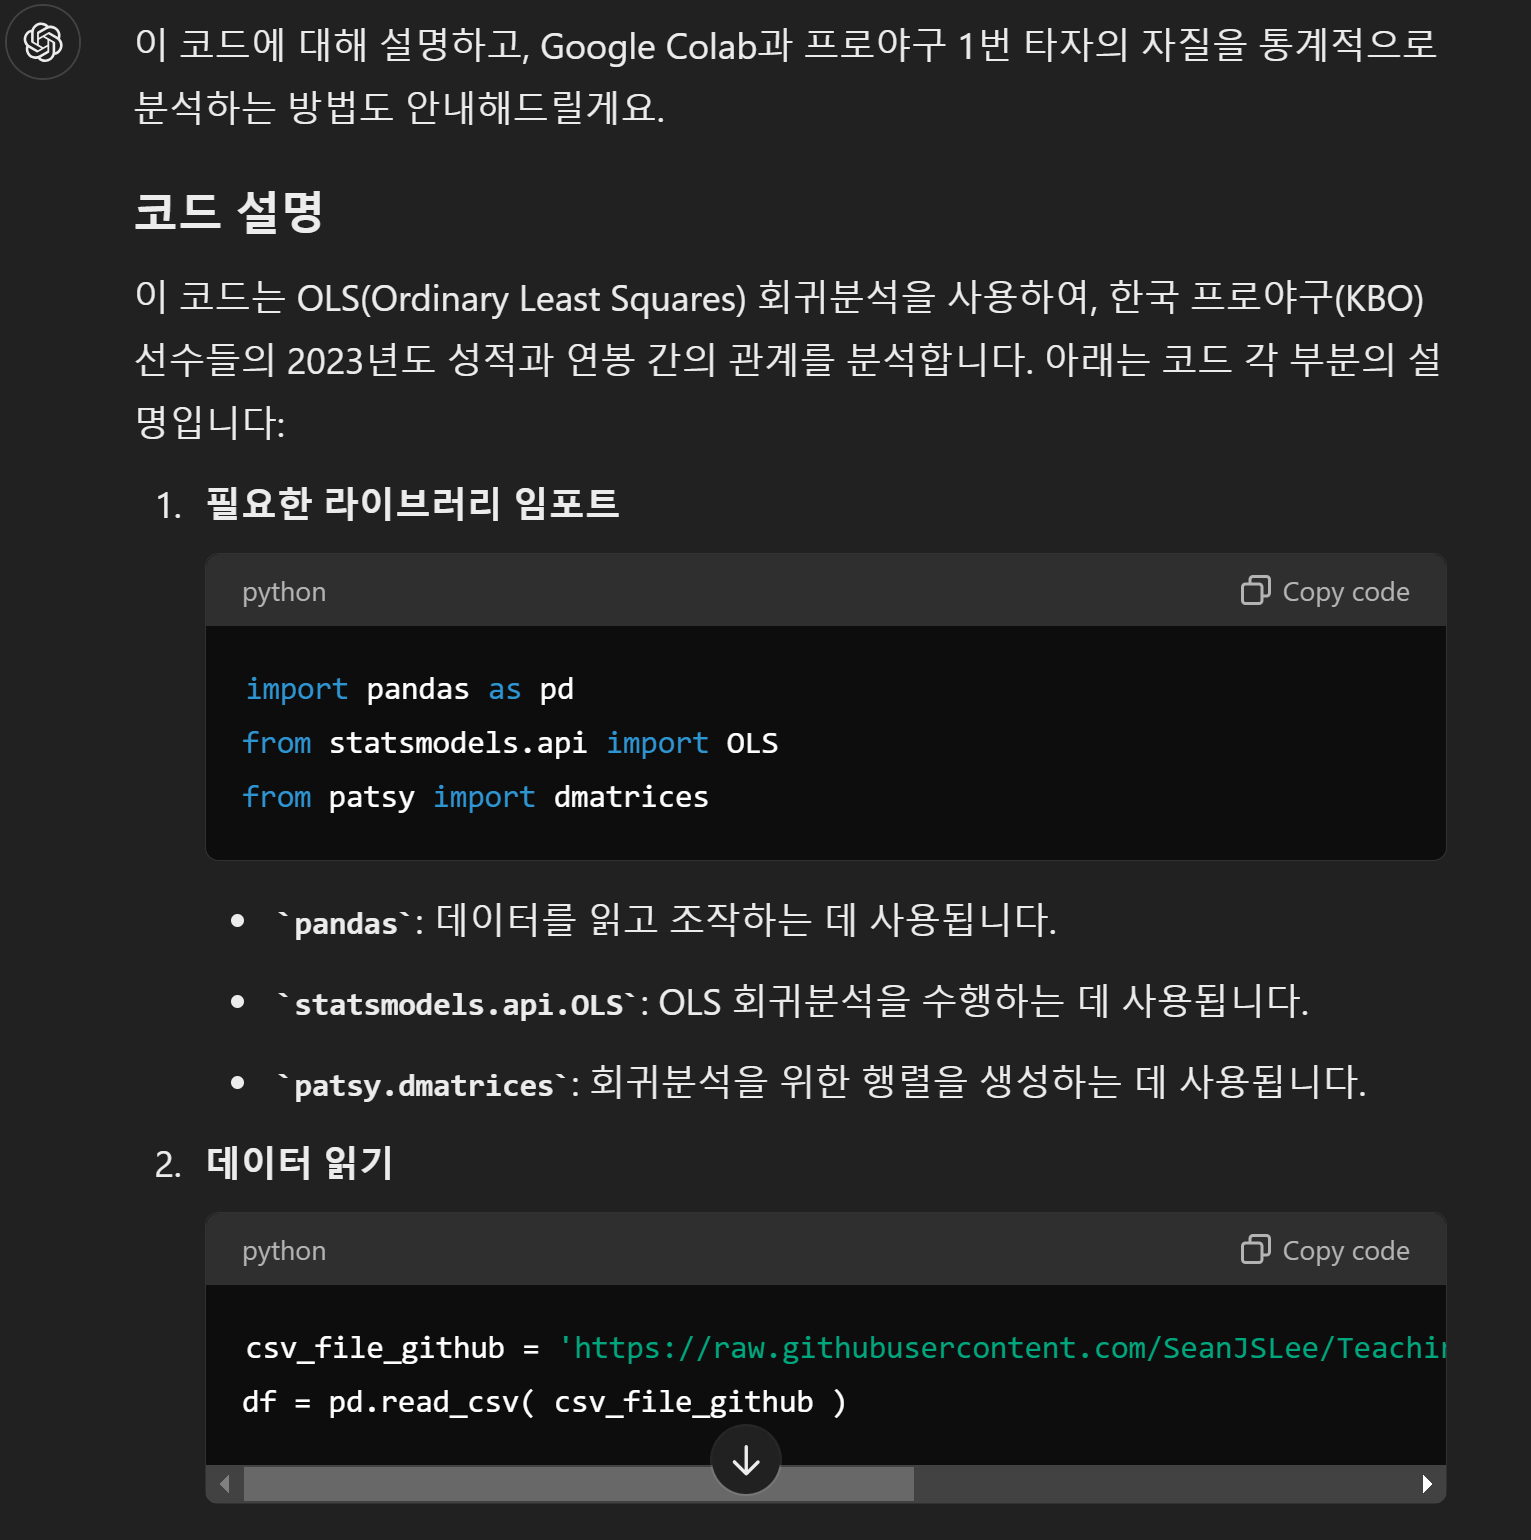 이 코드에 대해 설명하고, Google Colab과 프로야구 1번 타자의 자질을 통계적으로
분석하는 방법도 안내해드릴게요.
코드 설명
이 코드는 OLS(Ordinary Least Squares) 회귀분석을 사용하여, 한국 프로야구(KBO)
선수들의 2023년도 성적과 연봉 간의 관계를 분석합니다. 아래는 코드 각 부분의 설
명입니다:
1. 필요한 라이브러리 임포트
python Copy code
import pandas as pd
from statsmodels.api import OLS
from patsy import dmatrices
• `pandas`: 데이터를 읽고 조작하는 데 사용됩니다.
• `statsmodels.api.OLS`: OLS 회귀분석을 수행하는 데 사용됩니다.
• `patsy.dmatrices`: 회귀분석을 위한 행렬을 생성하는 데 사용됩니다.
2. 데이터 읽기
python Copy code
csv_file_github = 'https://raw.githubusercontent.com/SeanJSLee/Teachin
df = pd.read_csv( csv_file_github )